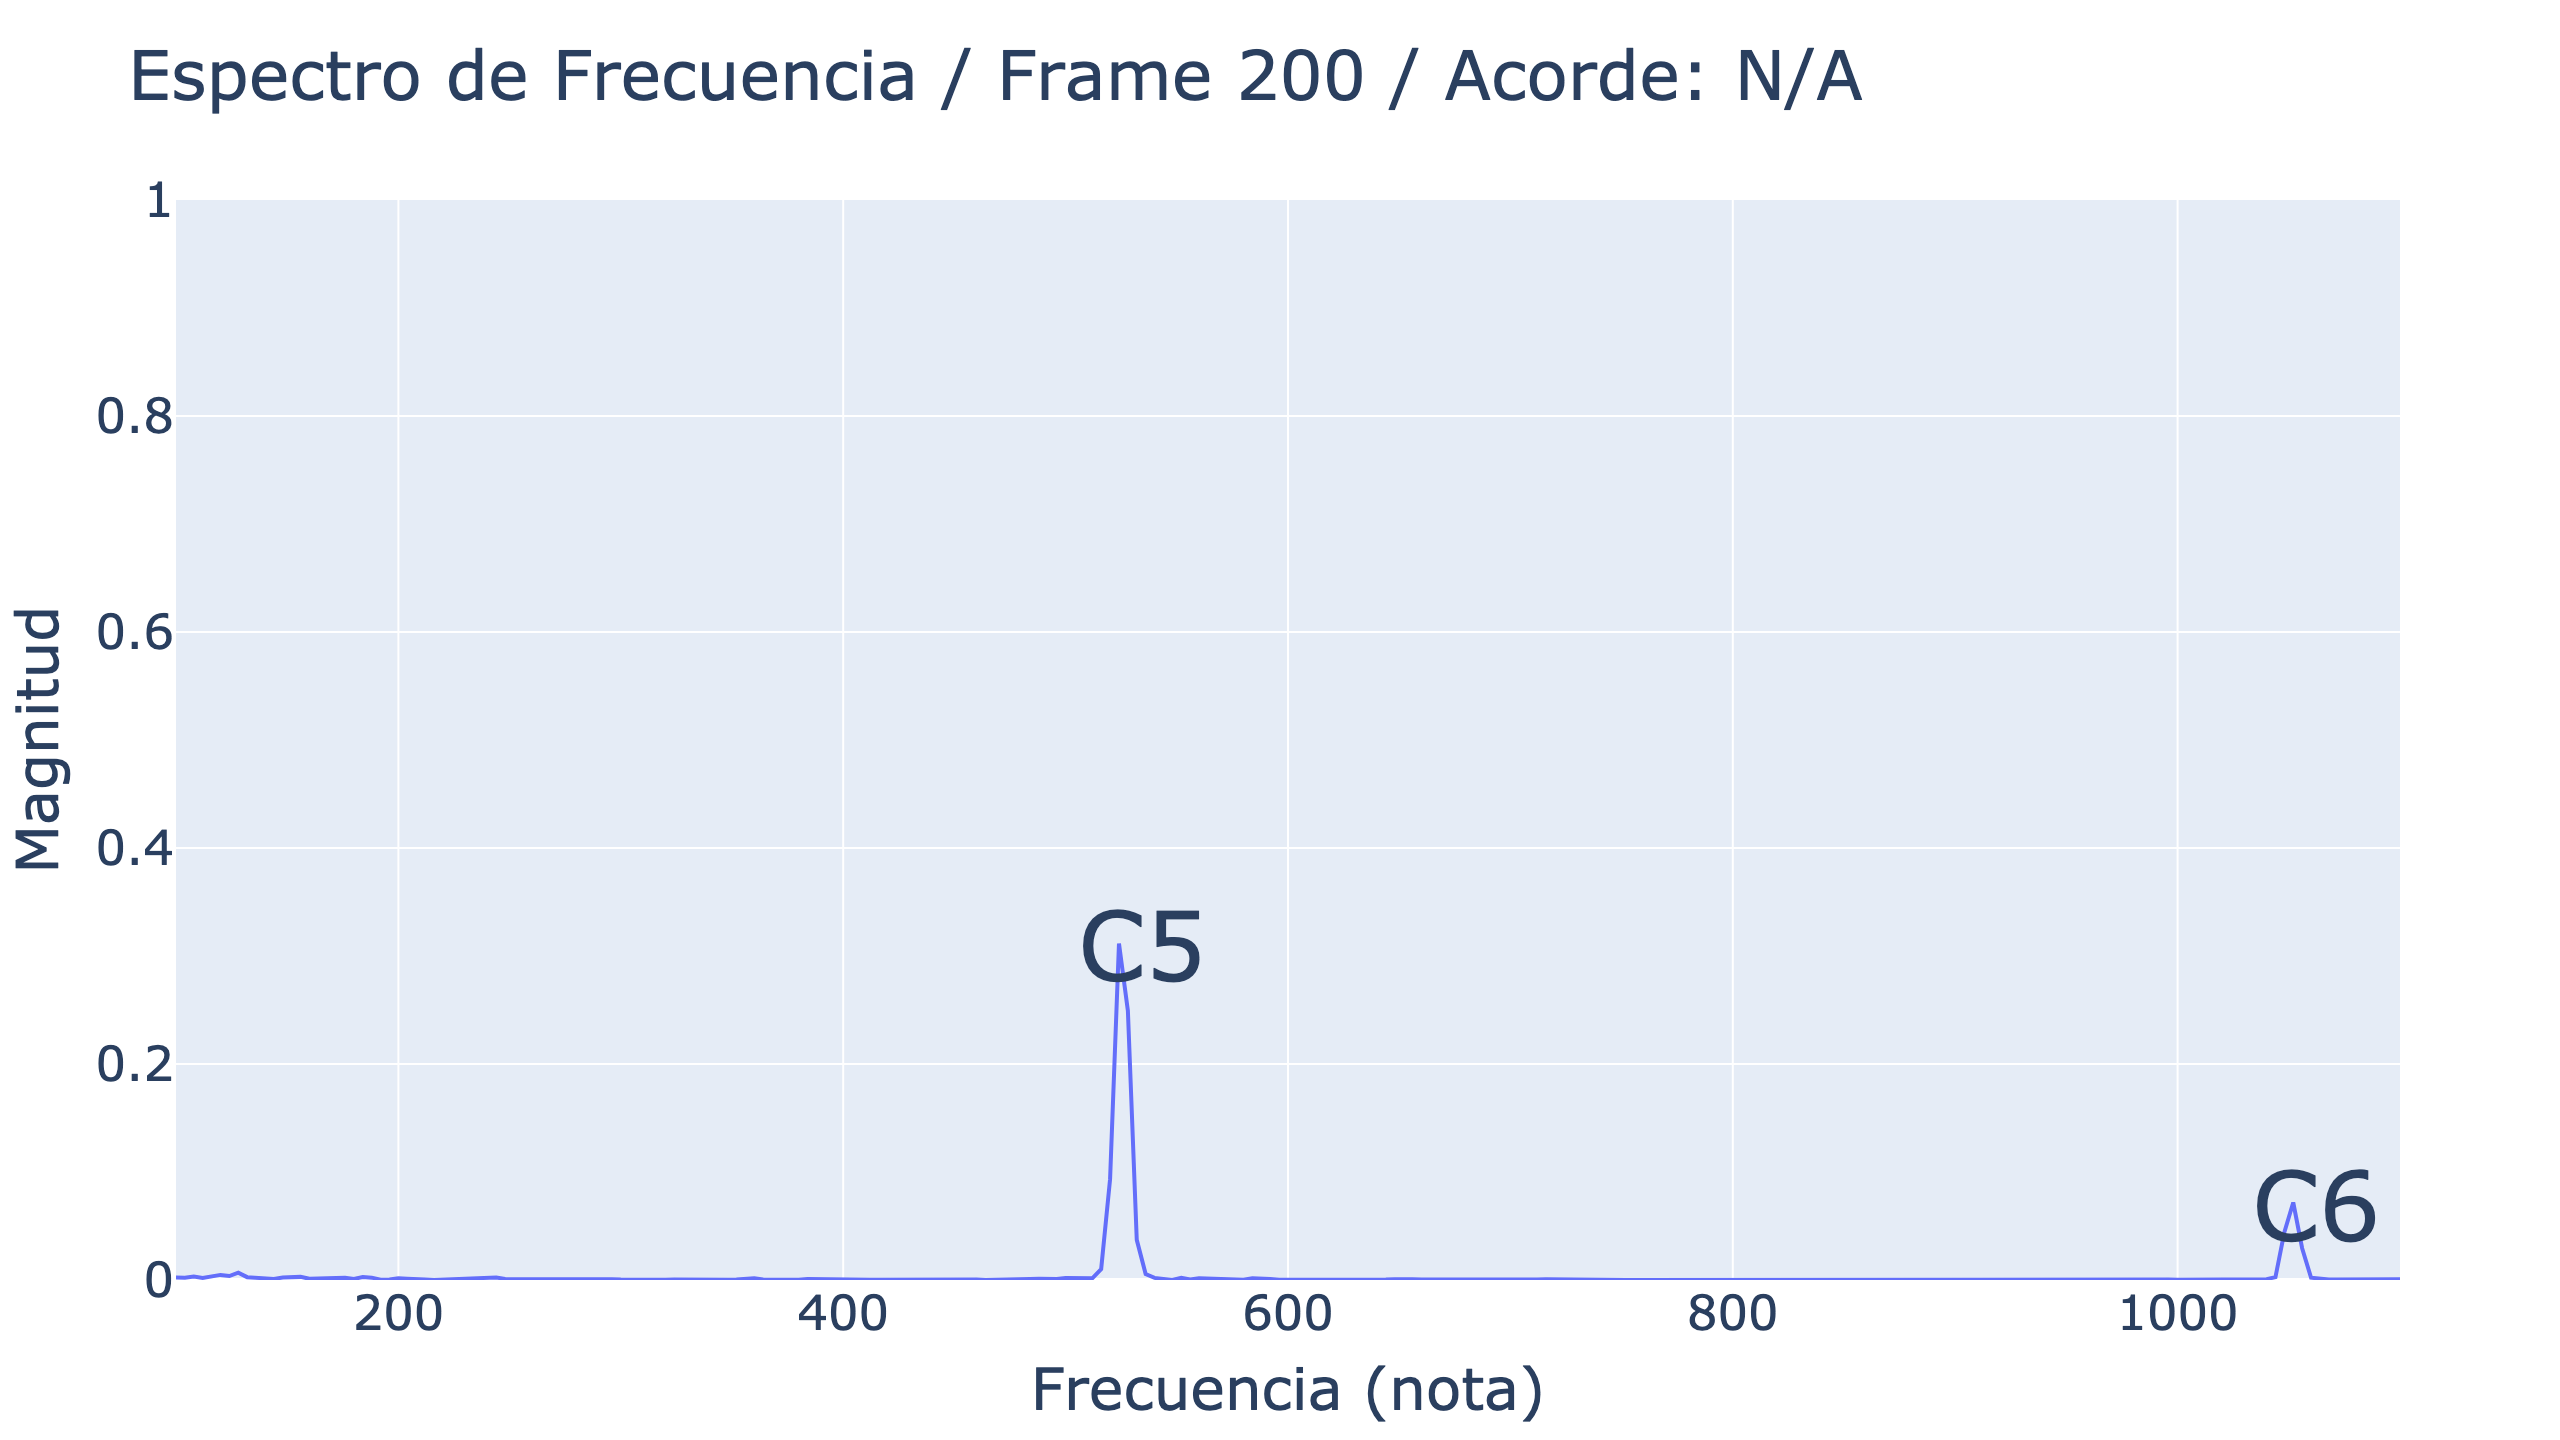 Espectro de Frecuencia / Frame 200 / Acorde: N/A
1
0.8
0.6
0.4
0.2
0
Magnitud
C5
C6
200 400 600 800 1000
Frecuencia (nota)